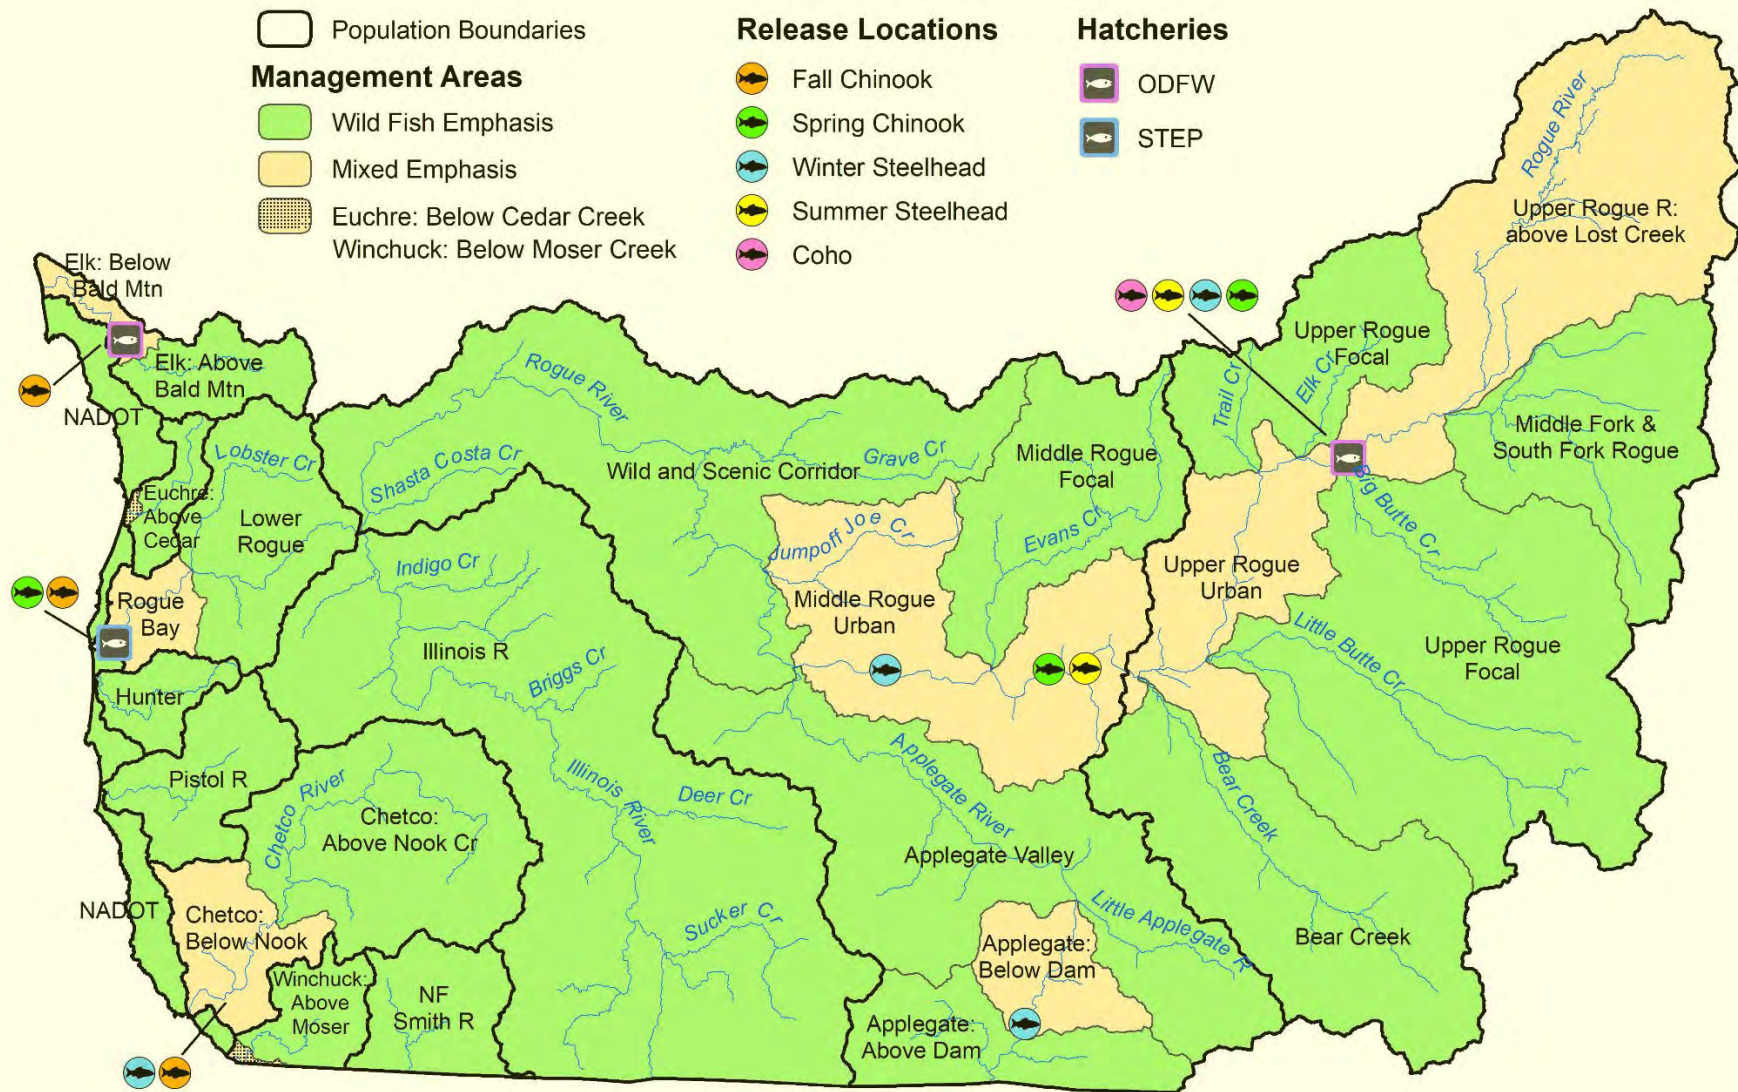 Population Boundaries
Management Areas
Wild Fish Emphasis
Mixed Emphasis
Euchre: Below Cedar Creek
Winchuck: Below Moser Creek
Release Locations
Fall Chinook
Spring Chinook
Winter Steelhead
Summer Steelhead
Coho
Hatcheries
ODFW
STEP
Rogue River
Upper Rogue R:
above Lost Creek
Elk: Below
Bald Mtn
Elk: Above
Bald Mtn
NADOT
Rogue River
Lobster Cr
Shasta Costa Cr
Wild and Scenic Corridor
Grave Cr
Middle Rogue
Focal
Trail Cr
Elk Cr
Upper Rogue
Focal
Middle Fork &
South Fork Rogue
Big Butte Cr
Euchre:
Above
Cedar
Lower
Rogue
Jumpoff Joe Cr
Evans Cr
Indigo Cr
Rogue
Bay
Middle Rogue
Urban
Upper Rogue
Urban
Little Butte Cr
Upper Rogue
Focal
Illinois R
Briggs Cr
Hunter
Pistol R
Chetco River
Chetco:
Above Nook Cr
Illinois River
Deer Cr
Applegate River
Applegate Valley
Bear Creek
NADOT
Chetco:
Below Nook
Sucker Cr
Applegate:
Below Dam
Little Applegate R
Bear Creek
Winchuck:
Above
Moser
NF
Smith R
Applegate:
Above Dam